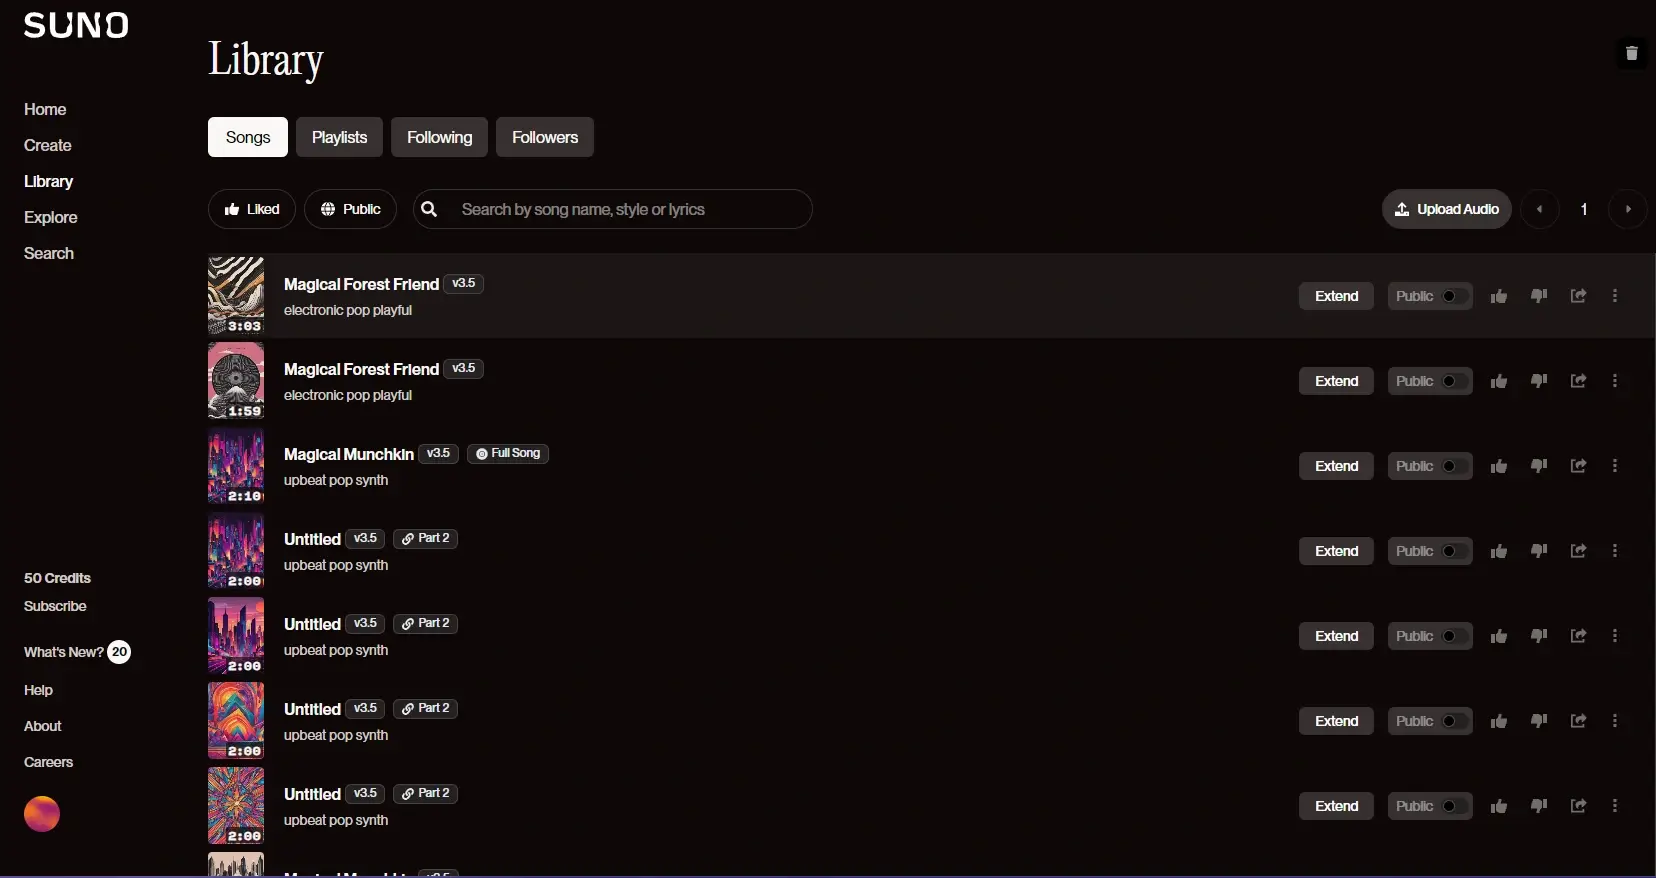 SUNO
Library
Home
Create
Library
Explore
Search
Songs Playlists Following Followers
Liked Public Search by song name, style or lyrics Upload Audio 1
Magical Forest Friend v3.5
electronic pop playful
3:03
Extend Public
Magical Forest Friend v3.5
electronic pop playful
1:59
Extend Public
Magical Munchkin v3.5 Full Song
upbeat pop synth
2:10
Extend Public
Untitled v3.5 Part 2
upbeat pop synth
2:00
Extend Public
Untitled v3.5 Part 2
upbeat pop synth
2:00
Extend Public
Untitled v3.5 Part 2
upbeat pop synth
2:00
Extend Public
Untitled v3.5 Part 2
upbeat pop synth
2:00
Extend Public
50 Credits
Subscribe
What's New? 20
Help
About
Careers